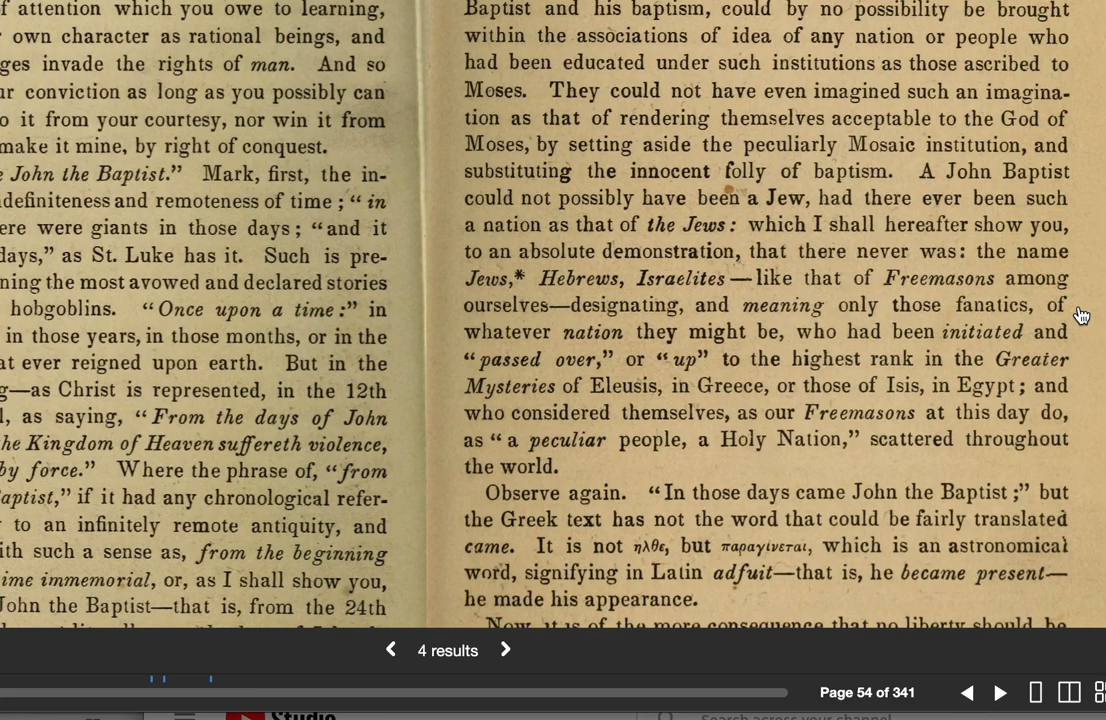 f attention which you owe to learning,
own character as rational beings, and
ges invade the rights of man. And so
ur conviction as long as you possibly can
o it from your courtesy, nor win it from
make it mine, by right of conquest.
e John the Baptist.” Mark, first, the in-
definiteness and remoteness of time ; “ in
ere were giants in those days ; “ and it
days,” as St. Luke has it. Such is pre-
ning the most avowed and declared stories
hobgoblins. “ Once upon a time :” in
in those years, in those months, or in the
at ever reigned upon earth. But in the
g—as Christ is represented, in the 12th
l, as saying, “ From the days of John
he Kingdom of Heaven suffereth violence,
by force.” Where the phrase of, “ from
aptist,” if it had any chronological refer-
to an infinitely remote antiquity, and
ith such a sense as, from the beginning
ime immemorial, or, as I shall show you,
John the Baptist—that is, from the 24th
Baptist and his baptism, could by no possibility be brought
within the associations of idea of any nation or people who
had been educated under such institutions as those ascribed to
Moses. They could not have even imagined such an imagina-
tion as that of rendering themselves acceptable to the God of
Moses, by setting aside the peculiarly Mosaic institution, and
substituting the innocent folly of baptism. A John Baptist
could not possibly have been a Jew, had there ever been such
a nation as that of the Jews : which I shall hereafter show you,
to an absolute demonstration, that there never was : the name
Jews,* Hebrews, Israelites—like that of Freemasons among
ourselves—designating, and meaning only those fanatics, of
whatever nation they might be, who had been initiated and
“ passed over,” or “ up” to the highest rank in the Greater
Mysteries of Eleusis, in Greece, or those of Isis, in Egypt ; and
who considered themselves, as our Freemasons at this day do,
as “ a peculiar people, a Holy Nation,” scattered throughout
the world.
Observe again. “ In those days came John the Baptist ;” but
the Greek text has not the word that could be fairly translated
came. It is not ηλθε, but παραγίνεται, which is an astronomical
word, signifying in Latin adfuit—that is, he became present—
he made his appearance.
Now, it is of the more consequence that no liberty should be
4 results
Page 54 of 341
Studio
Search across your channel